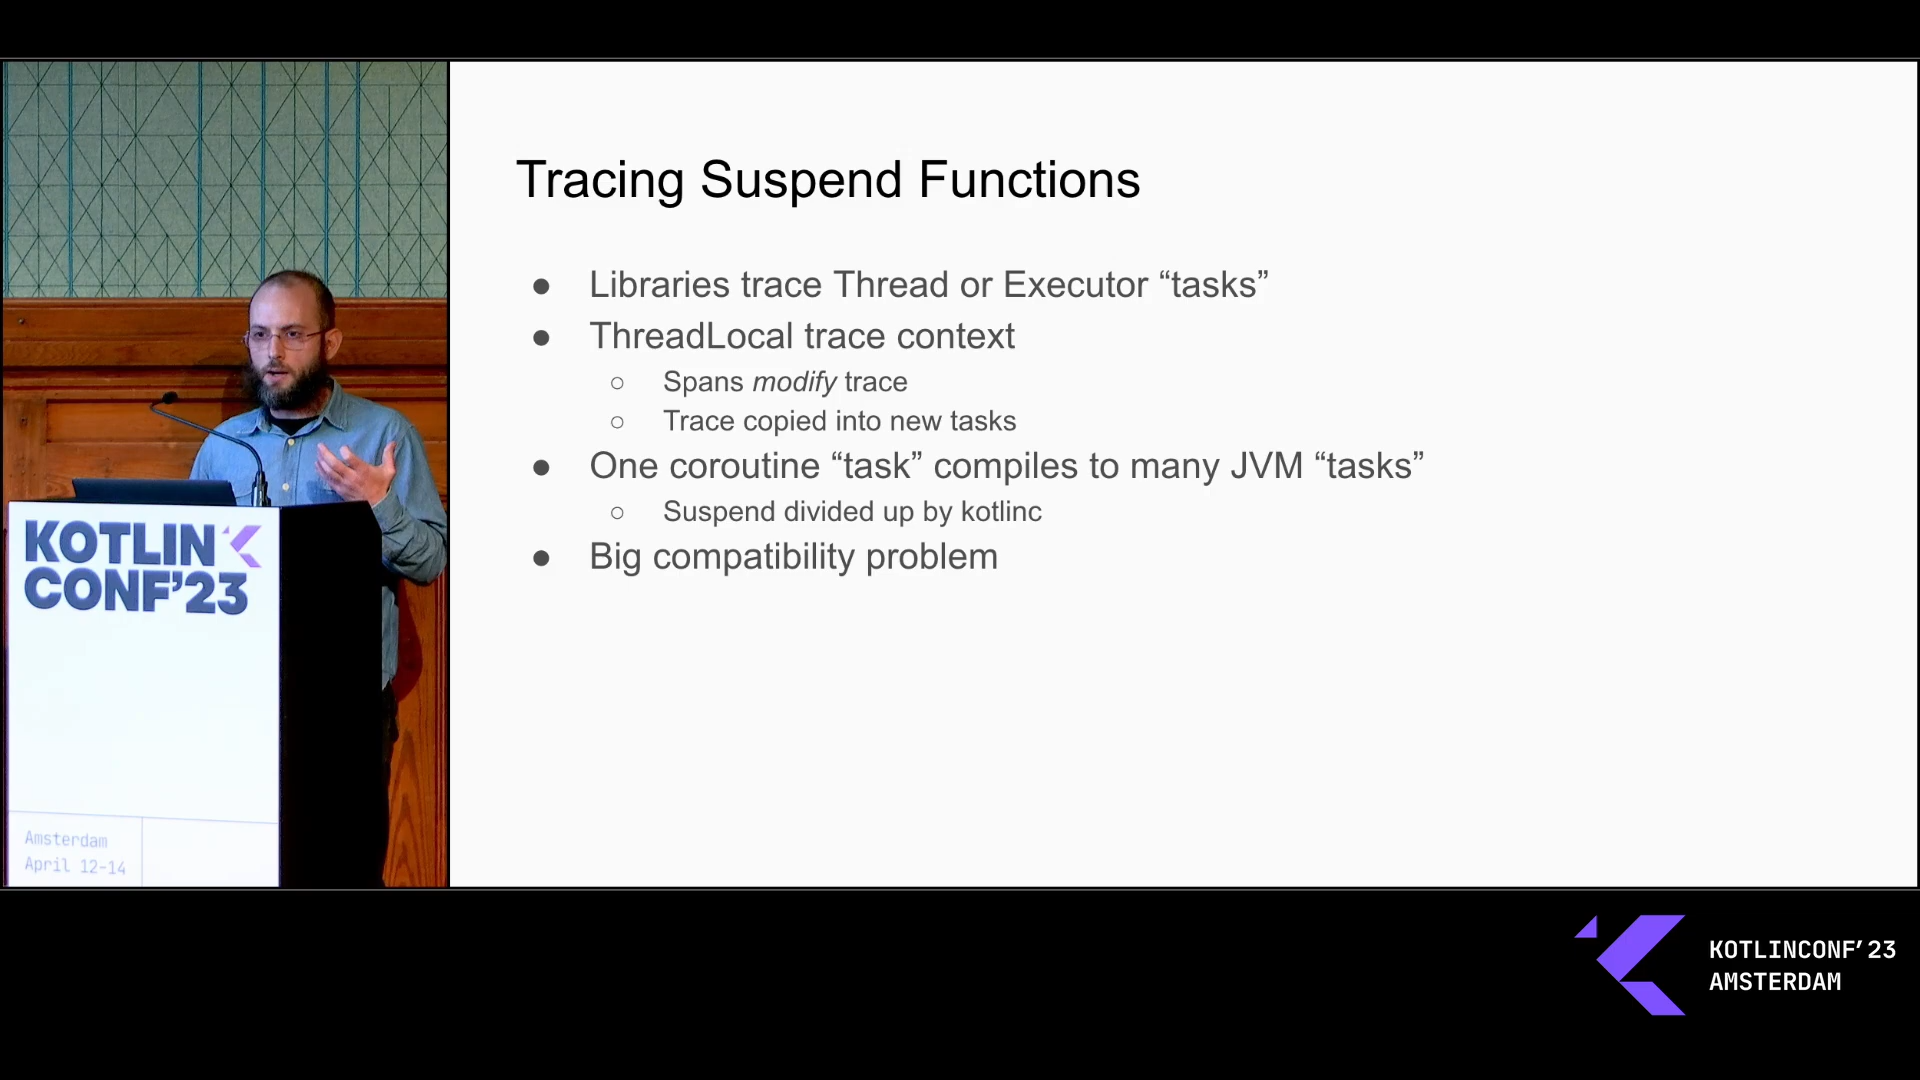 Tracing Suspend Functions
● Libraries trace Thread or Executor “tasks”
● ThreadLocal trace context
○ Spans modify trace
○ Trace copied into new tasks
● One coroutine “task” compiles to many JVM “tasks”
○ Suspend divided up by kotlinc
● Big compatibility problem
KOTLIN
CONF’23
Amsterdam
April 12-14
KOTLINCONF’23
AMSTERDAM